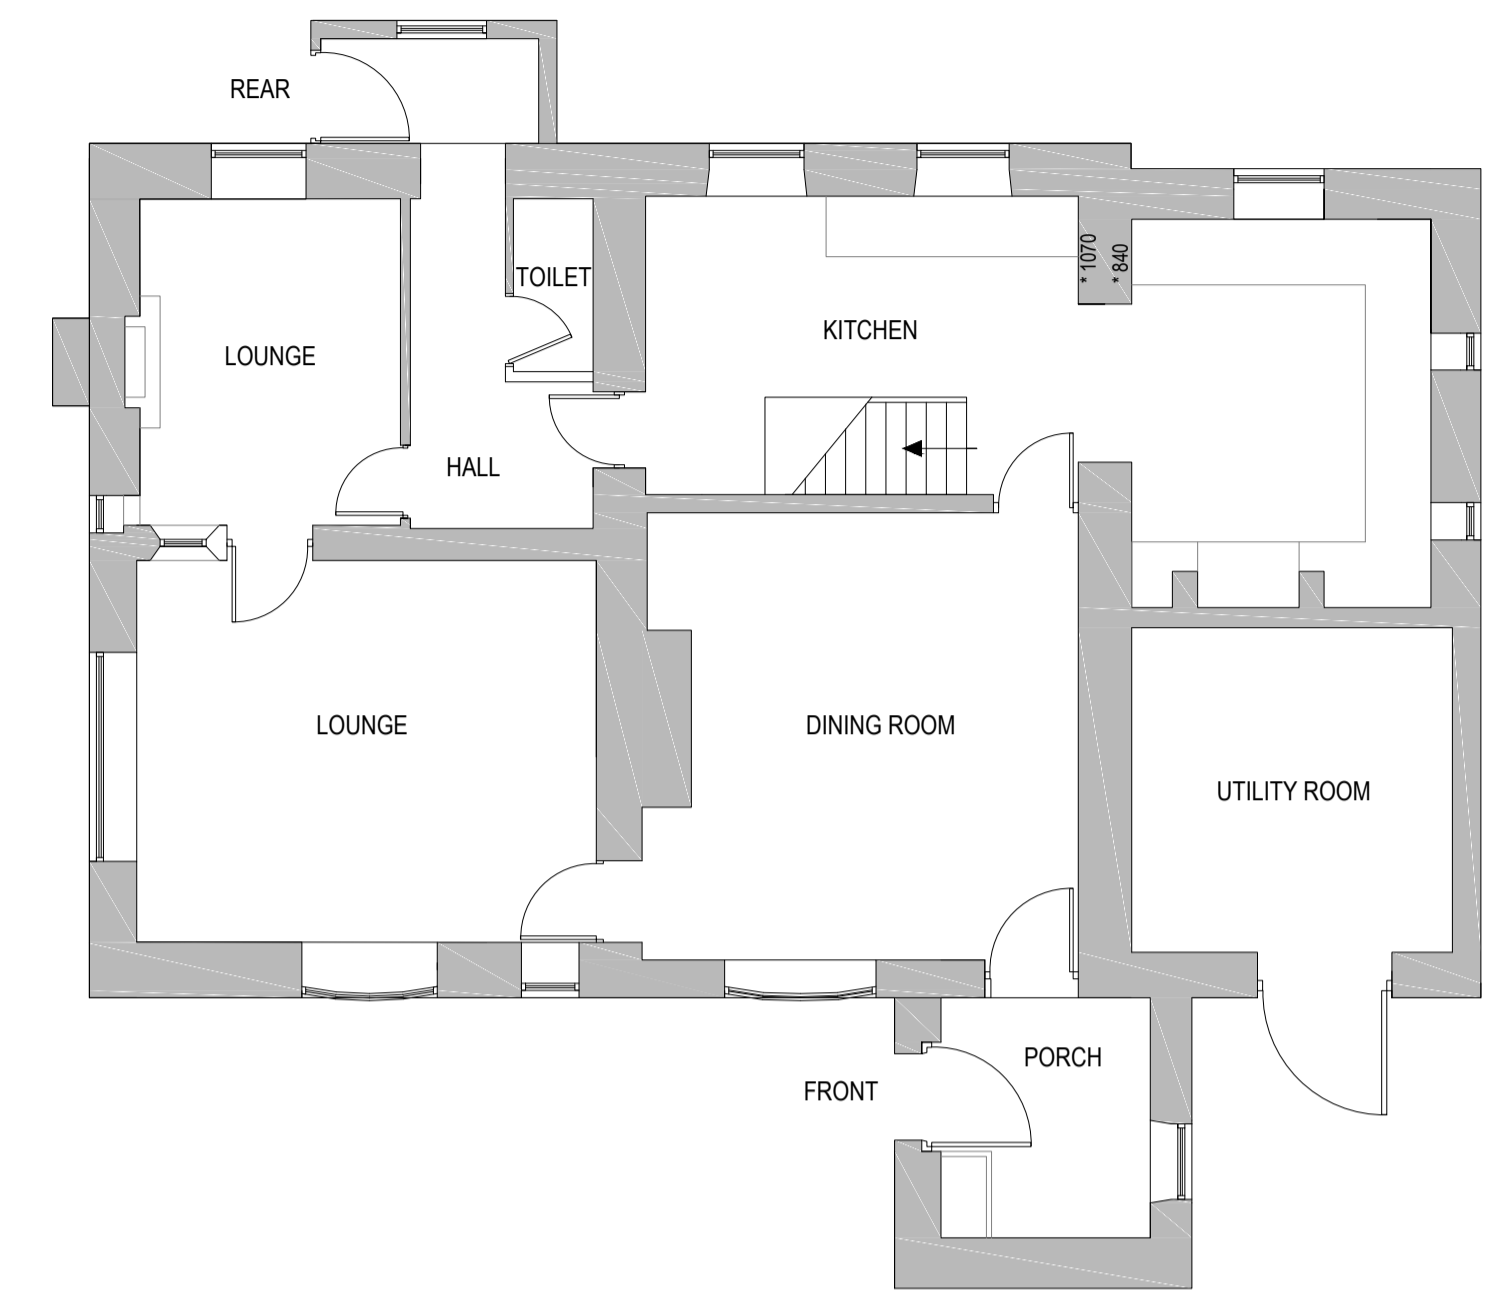 REAR
TOILET
* 1070
* 840
KITCHEN
LOUNGE
HALL
LOUNGE
DINING ROOM
UTILITY ROOM
PORCH
FRONT